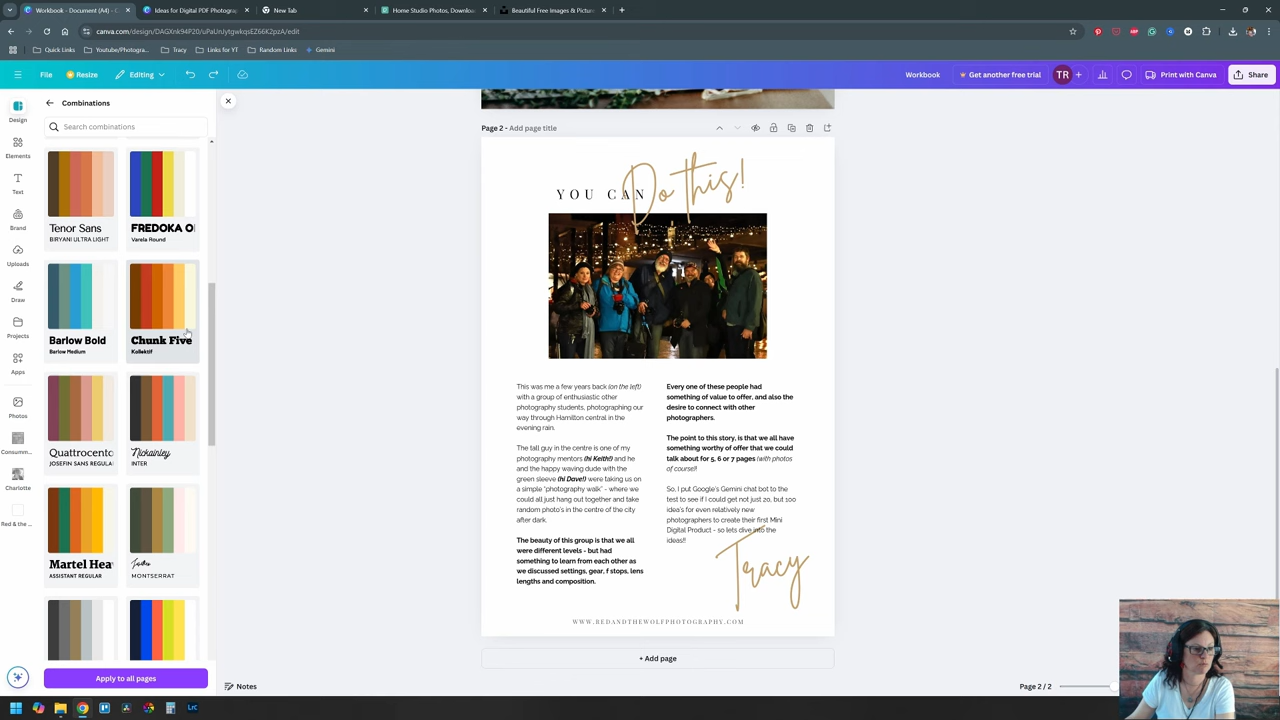 Workbook - Document (A4) - C
Ideas for Digital PDF Photogra
New Tab
Home Studio Photos, Downloa
Beautiful Free Images & Picture
canva.com/design/DAGXnk94P20/uPaUnJytgwkqsEZ66K2pzA/edit
Quick Links
Youtube/Photogra...
Tracy
Links for YT
Random Links
Gemini
File
Resize
Editing
Workbook
Get another free trial
TR
Print with Canva
Share
Design
Elements
Text
Brand
Uploads
Draw
Projects
Apps
Photos
Consumm...
Charlotte
Red & the ...
Combinations
Search combinations
Tenor Sans
BIRYANI ULTRA LIGHT
FREDOKA O
Varela Round
Barlow Bold
Barlow Medium
Chunk Five
Kollektif
Quattrocento
JOSEFIN SANS REGULA
Nickainley
INTER
Martel Hea
ASSISTANT REGULAR
MONTSERRAT
Apply to all pages
Page 2 - Add page title
YOU CAN Do this!
This was me a few years back (on the left)
with a group of enthusiastic other
photography students, photographing our
way through Hamilton central in the
evening rain.
The tall guy in the centre is one of my
photography mentors (hi Keith!) and he
and the happy waving dude with the
green sleeve (hi Dave!) were taking us on
a simple "photography walk" - where we
could all just hang out together and take
random photo's in the centre of the city
after dark.
The beauty of this group is that we all
were different levels - but had
something to learn from each other as
we discussed settings, gear, f stops, lens
lengths and composition.
Every one of these people had
something of value to offer, and also the
desire to connect with other
photographers.
The point to this story, is that we all have
something worthy of offer that we could
talk about for 5, 6 or 7 pages (with photos
of course)!
So, I put Google's Gemini chat bot to the
test to see if I could get not just 20, but 100
idea's for even relatively new
photographers to create their first Mini
Digital Product - so lets dive into the
ideas!!
Tracy
WWW.REDANDTHEWOLFPHOTOGRAPHY.COM
+ Add page
Notes
Page 2 / 2